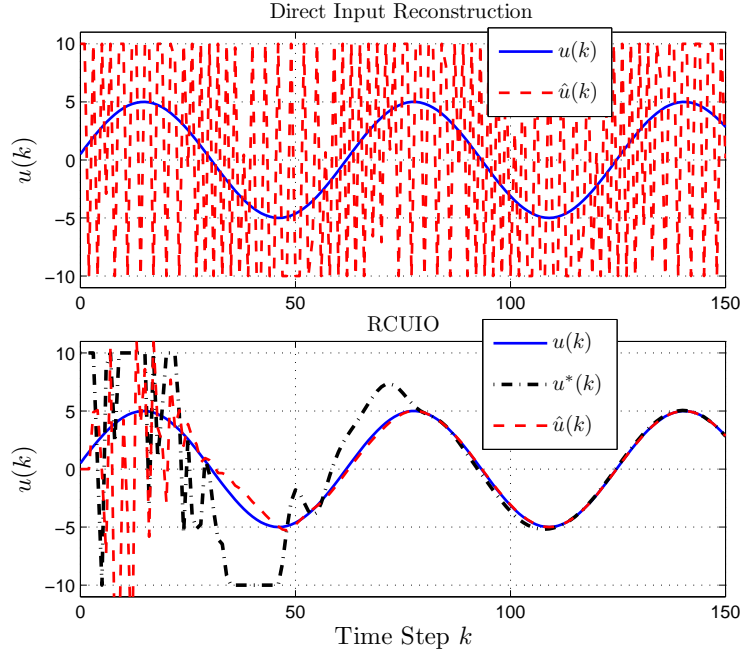 Direct Input Reconstruction
u(k)
û(k)
10
5
0
−5
−10
u(k)
0
50
100
150
RCUIO
u(k)
u*(k)
û(k)
10
5
0
−5
−10
u(k)
0
50
100
150
Time Step k